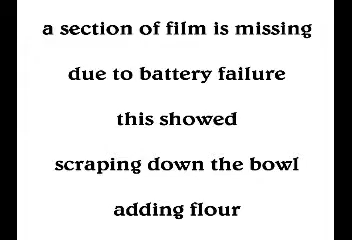 a section of film is missing
due to battery failure
this showed
scraping down the bowl
adding flour